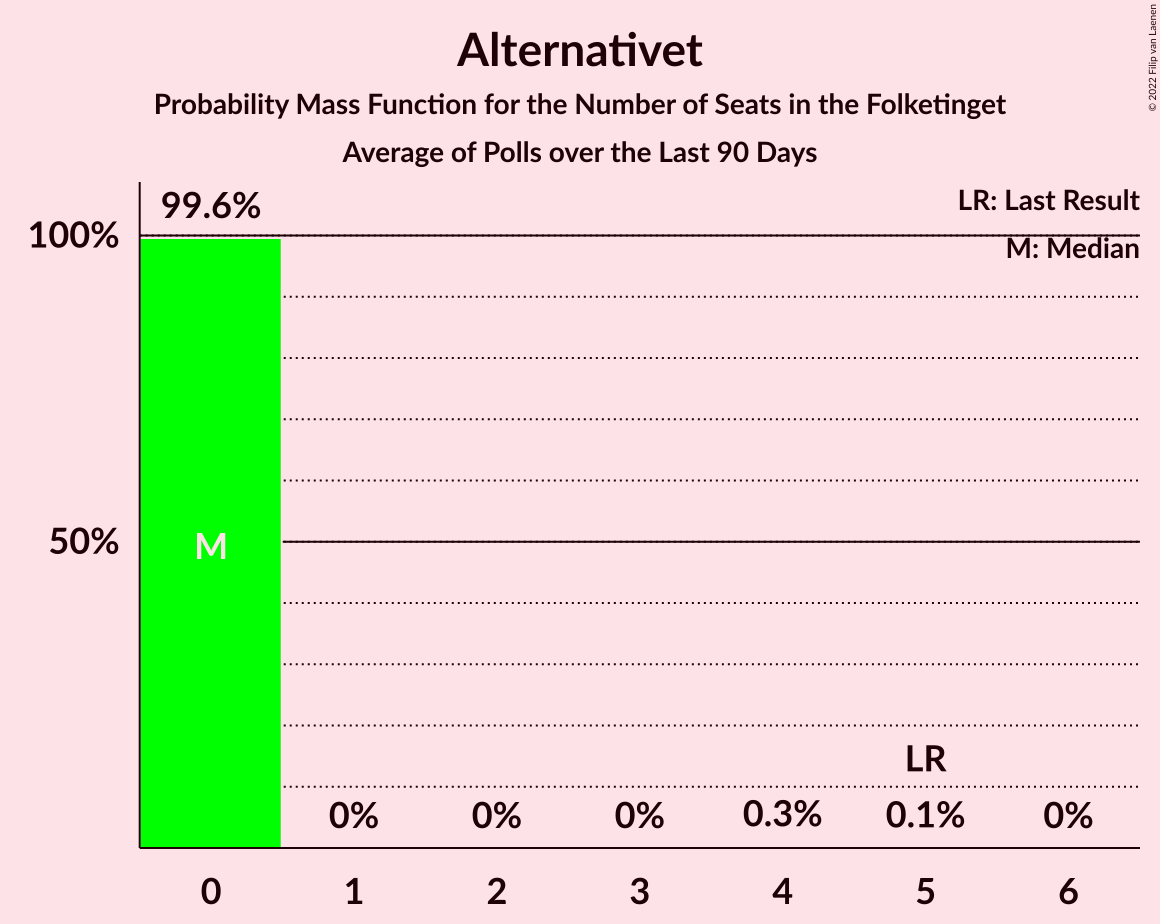 Alternativet
Probability Mass Function for the Number of Seats in the Folketinget
Average of Polls over the Last 90 Days
© 2022 Filip van Laenen
LR: Last Result
M: Median
99.6%
100%
50%
M
LR
0% 0% 0% 0.3% 0.1% 0%
0 1 2 3 4 5 6